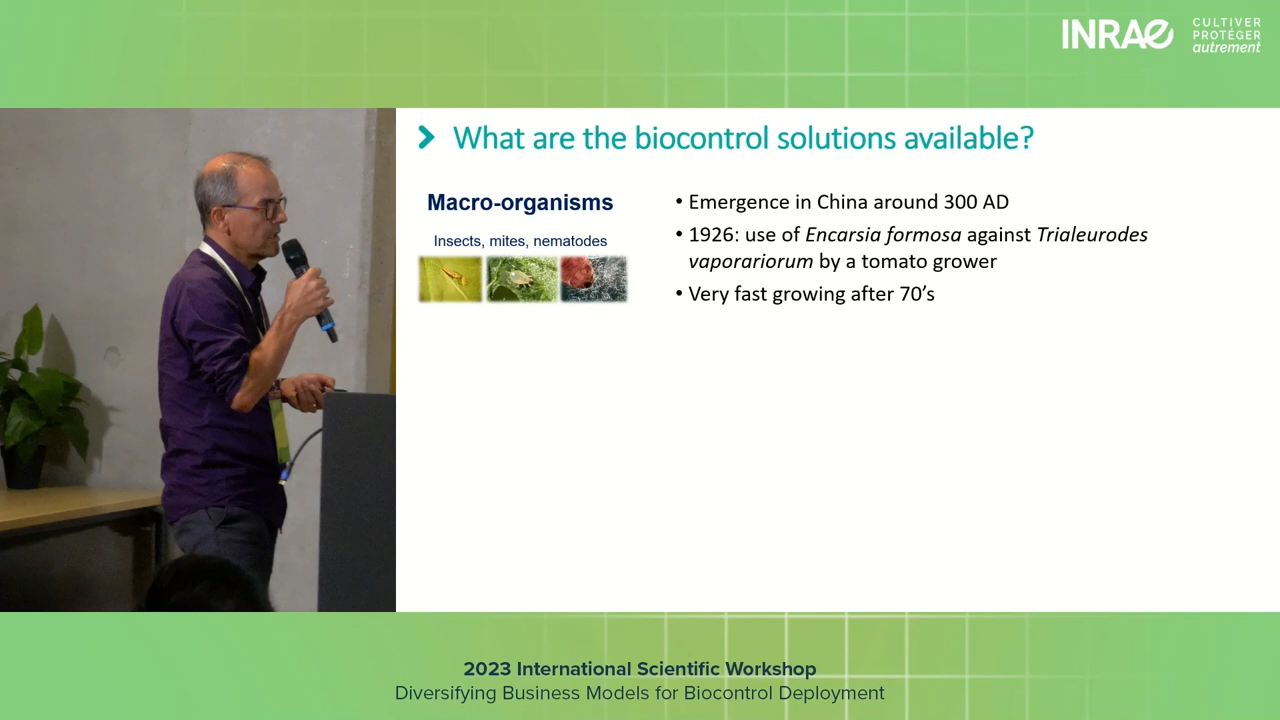 INRAE
CULTIVER
PROTÉGER
autrement
What are the biocontrol solutions available?
Macro-organisms
Insects, mites, nematodes
• Emergence in China around 300 AD
• 1926: use of Encarsia formosa against Trialeurodes
vaporariorum by a tomato grower
• Very fast growing after 70’s
2023 International Scientific Workshop
Diversifying Business Models for Biocontrol Deployment